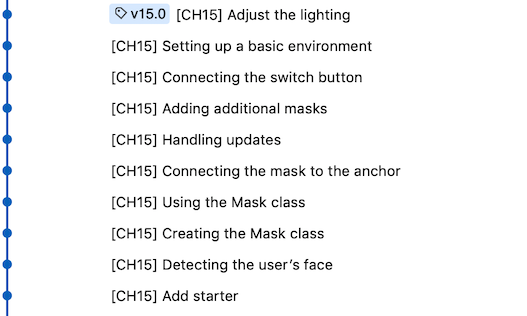 v15.0 [CH15] Adjust the lighting
[CH15] Setting up a basic environment
[CH15] Connecting the switch button
[CH15] Adding additional masks
[CH15] Handling updates
[CH15] Connecting the mask to the anchor
[CH15] Using the Mask class
[CH15] Creating the Mask class
[CH15] Detecting the user's face
[CH15] Add starter